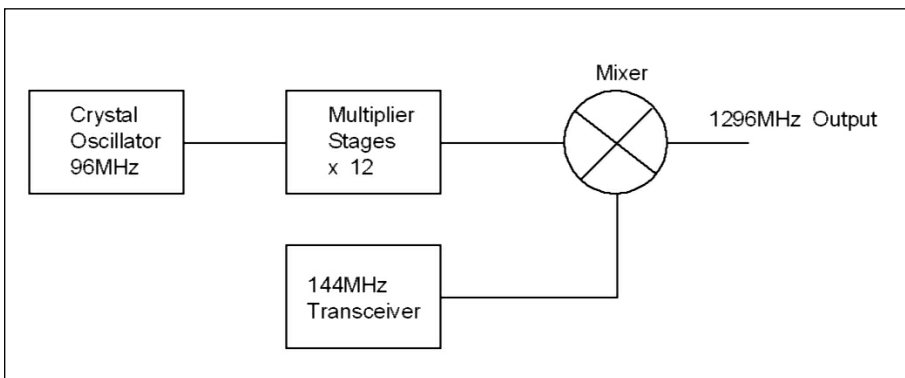 Crystal
Oscillator
96MHz
Multiplier
Stages
x 12
Mixer
1296MHz Output
144MHz
Transceiver